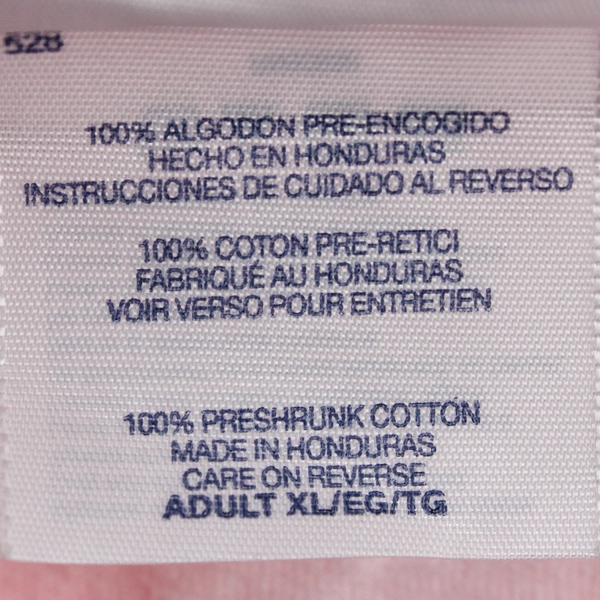 528
100% ALGODON PRE-ENCOGIDO
HECHO EN HONDURAS
INSTRUCCIONES DE CUIDADO AL REVERSO
100% COTON PRE-RETICI
FABRIQUÉ AU HONDURAS
VOIR VERSO POUR ENTRETIEN
100% PRESHRUNK COTTON
MADE IN HONDURAS
CARE ON REVERSE
ADULT XL/EG/TG